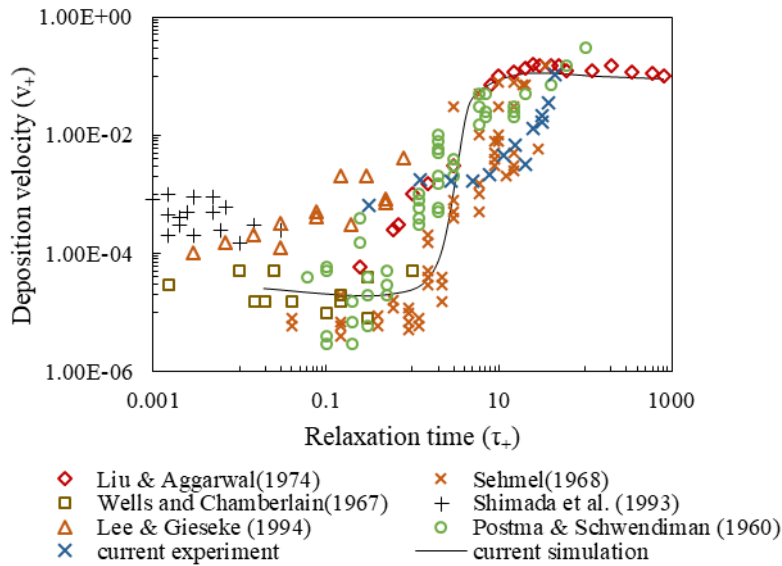 1.00E+00
1.00E-02
1.00E-04
1.00E-06
Deposition velocity (v₊)
0.001 0.1 10 1000
Relaxation time (τ₊)
Liu & Aggarwal(1974) Sehmel(1968)
Wells and Chamberlain(1967) Shimada et al. (1993)
Lee & Gieseke (1994) Postma & Schwendiman (1960)
current experiment current simulation